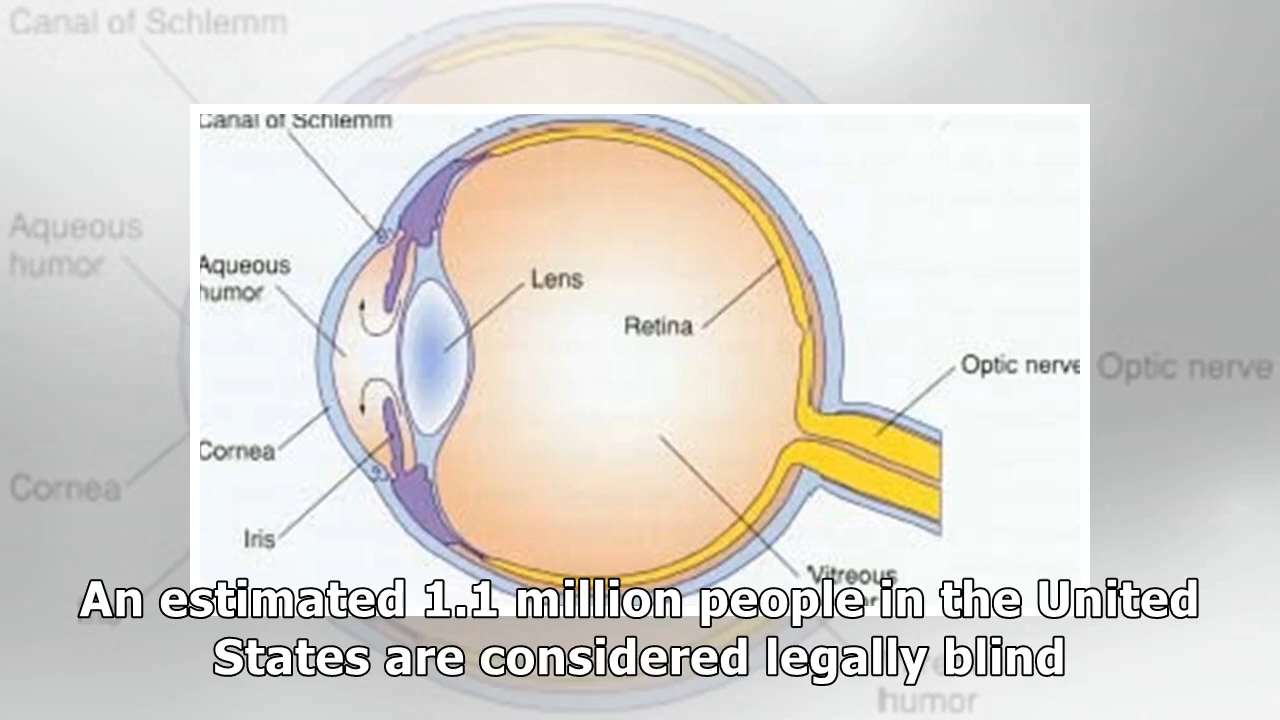 Canal of Schlemm
Canal of Schlemm
Aqueous
humor
Aqueous
humor
Lens
Retina
Optic nerve
Optic nerve
Cornea
Cornea
Iris
Vitreous
An estimated 1.1 million people in the United
States are considered legally blind
humor